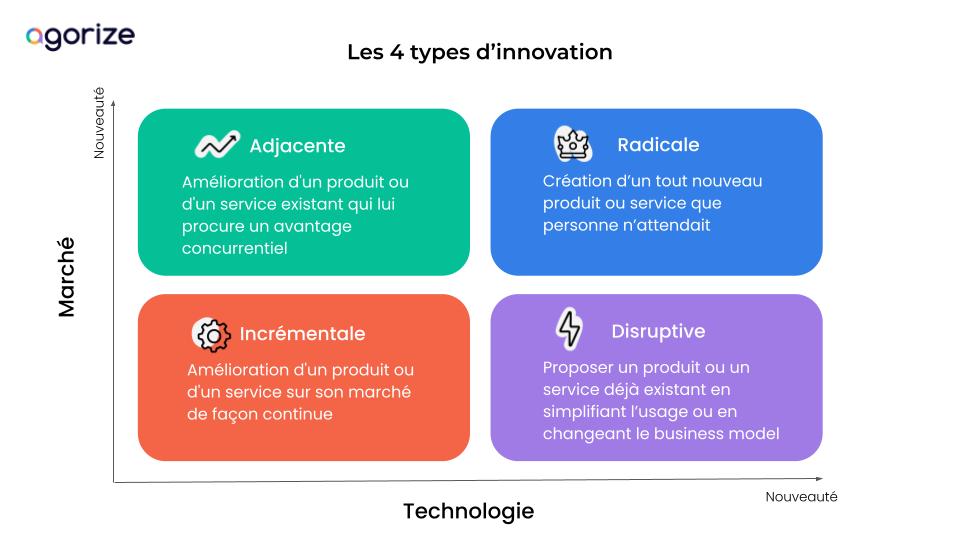 agorize
Les 4 types d’innovation
Nouveauté
Marché
Adjacente
Amélioration d'un produit ou
d'un service existant qui lui
procure un avantage
concurrentiel
Radicale
Création d’un tout nouveau
produit ou service que
personne n’attendait
Incrémentale
Amélioration d'un produit ou
d'un service sur son marché
de façon continue
Disruptive
Proposer un produit ou un
service déjà existant en
simplifiant l’usage ou en
changeant le business model
Nouveauté
Technologie